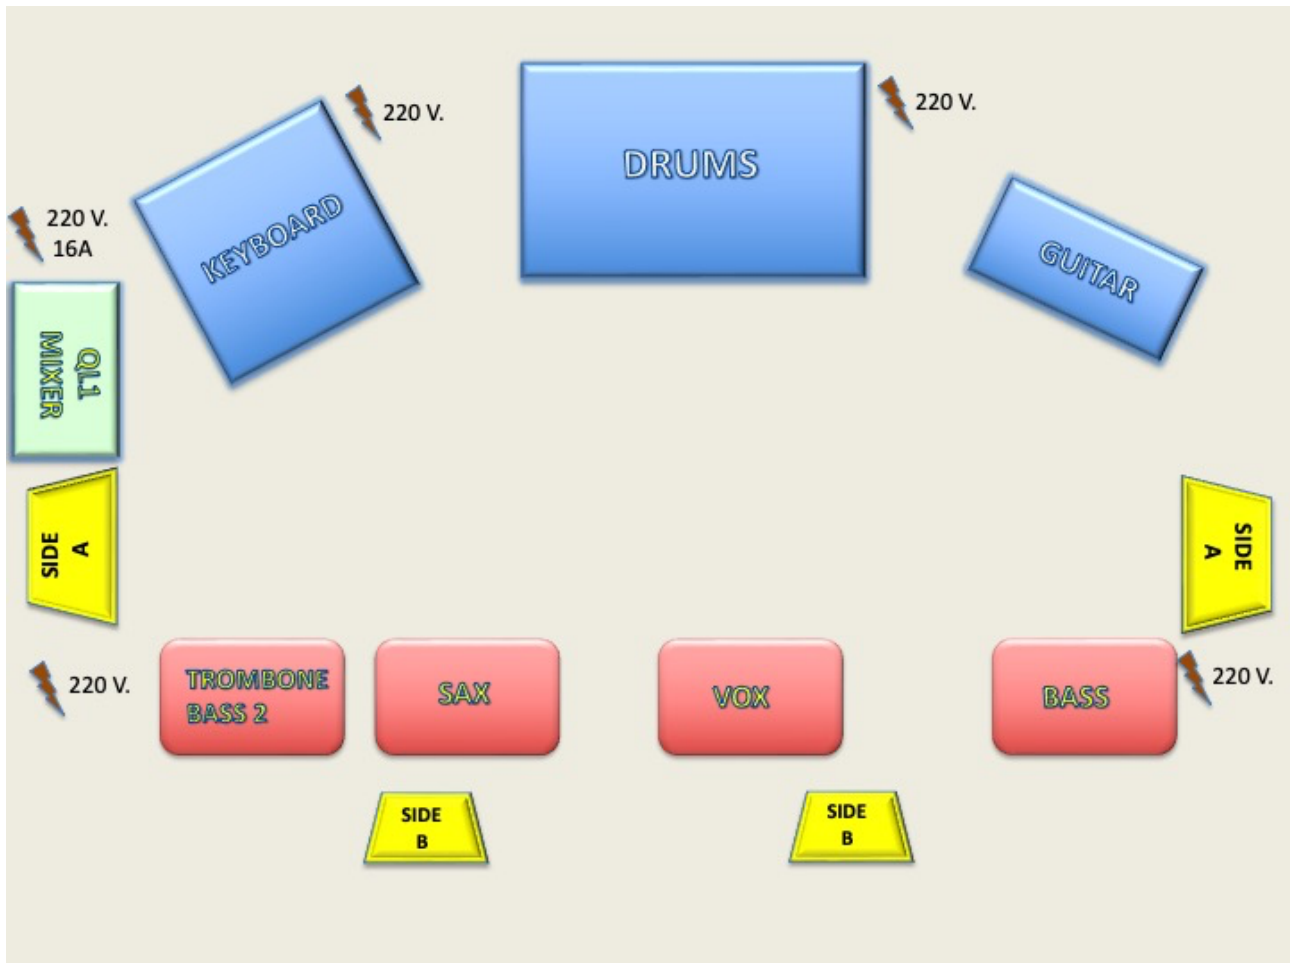 220 V.
220 V.
DRUMS
KEYBOARD
220 V.
16A
GUITAR
QL1
MIXER
SIDE
A
SIDE
A
220 V.
TROMBONE
BASS 2
SAX
VOX
BASS
220 V.
SIDE
B
SIDE
B